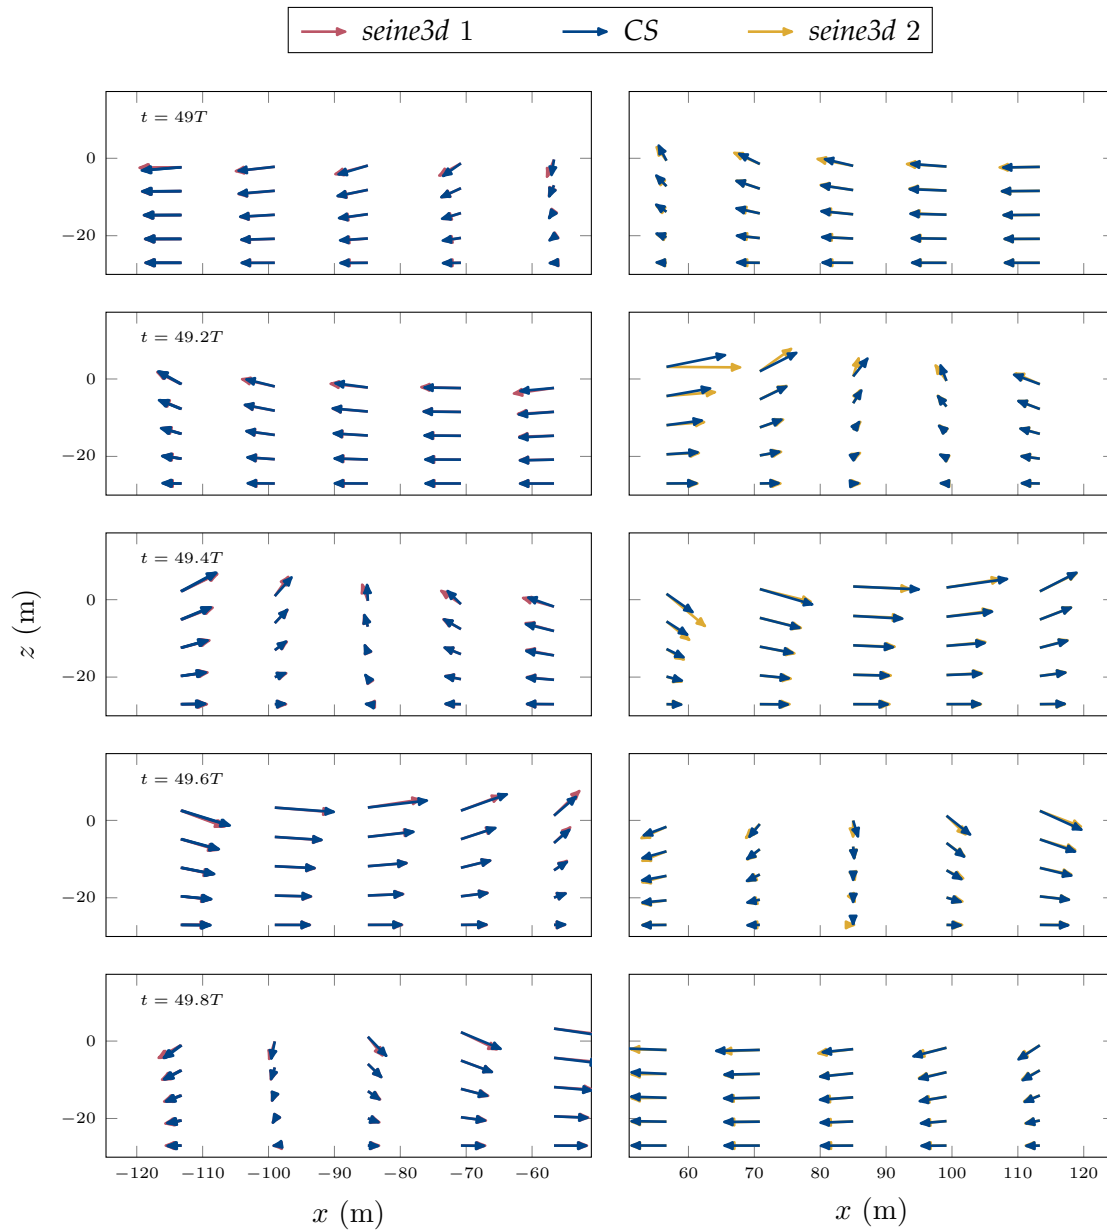 seine3d 1 CS seine3d 2
t = 49T
0
−20
t = 49.2T
0
−20
t = 49.4T
0
−20
z (m)
t = 49.6T
0
−20
t = 49.8T
0
−20
−120 −110 −100 −90 −80 −70 −60 60 70 80 90 100 110 120
x (m) x (m)